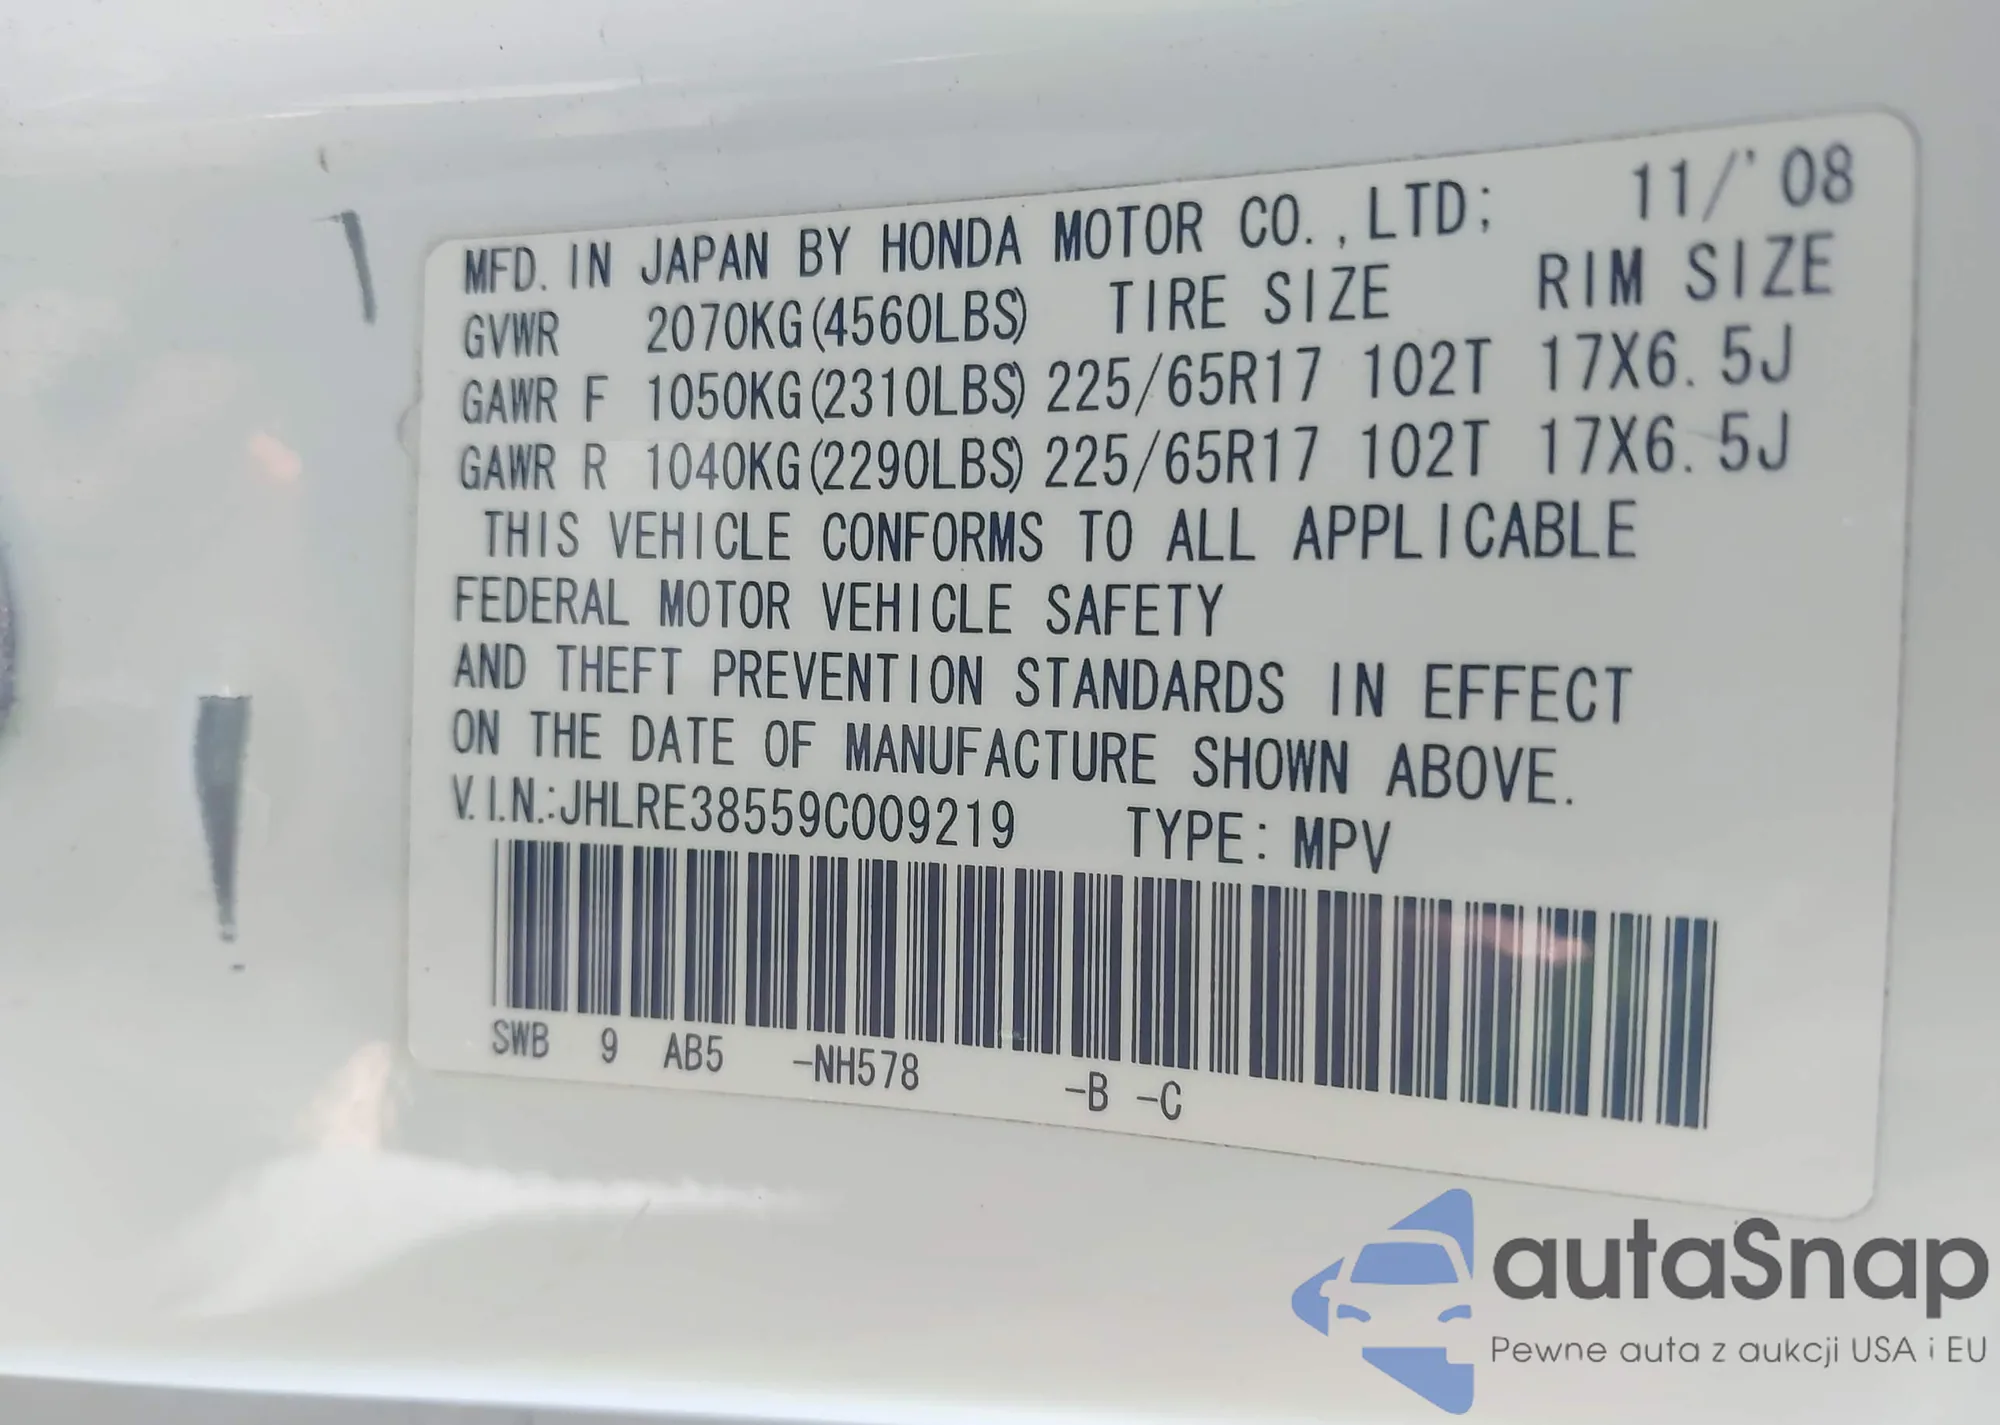 MFD. IN JAPAN BY HONDA MOTOR CO., LTD; 11/'08
GVWR 2070KG(4560LBS) TIRE SIZE RIM SIZE
GAWR F 1050KG(2310LBS) 225/65R17 102T 17X6.5J
GAWR R 1040KG(2290LBS) 225/65R17 102T 17X6.5J
THIS VEHICLE CONFORMS TO ALL APPLICABLE
FEDERAL MOTOR VEHICLE SAFETY
AND THEFT PREVENTION STANDARDS IN EFFECT
ON THE DATE OF MANUFACTURE SHOWN ABOVE.
V.I.N.:JHLRE38559C009219 TYPE: MPV
SWB 9 AB5 -NH578 -B -C
autaSnap
Pewne auta z aukcji USA i EU